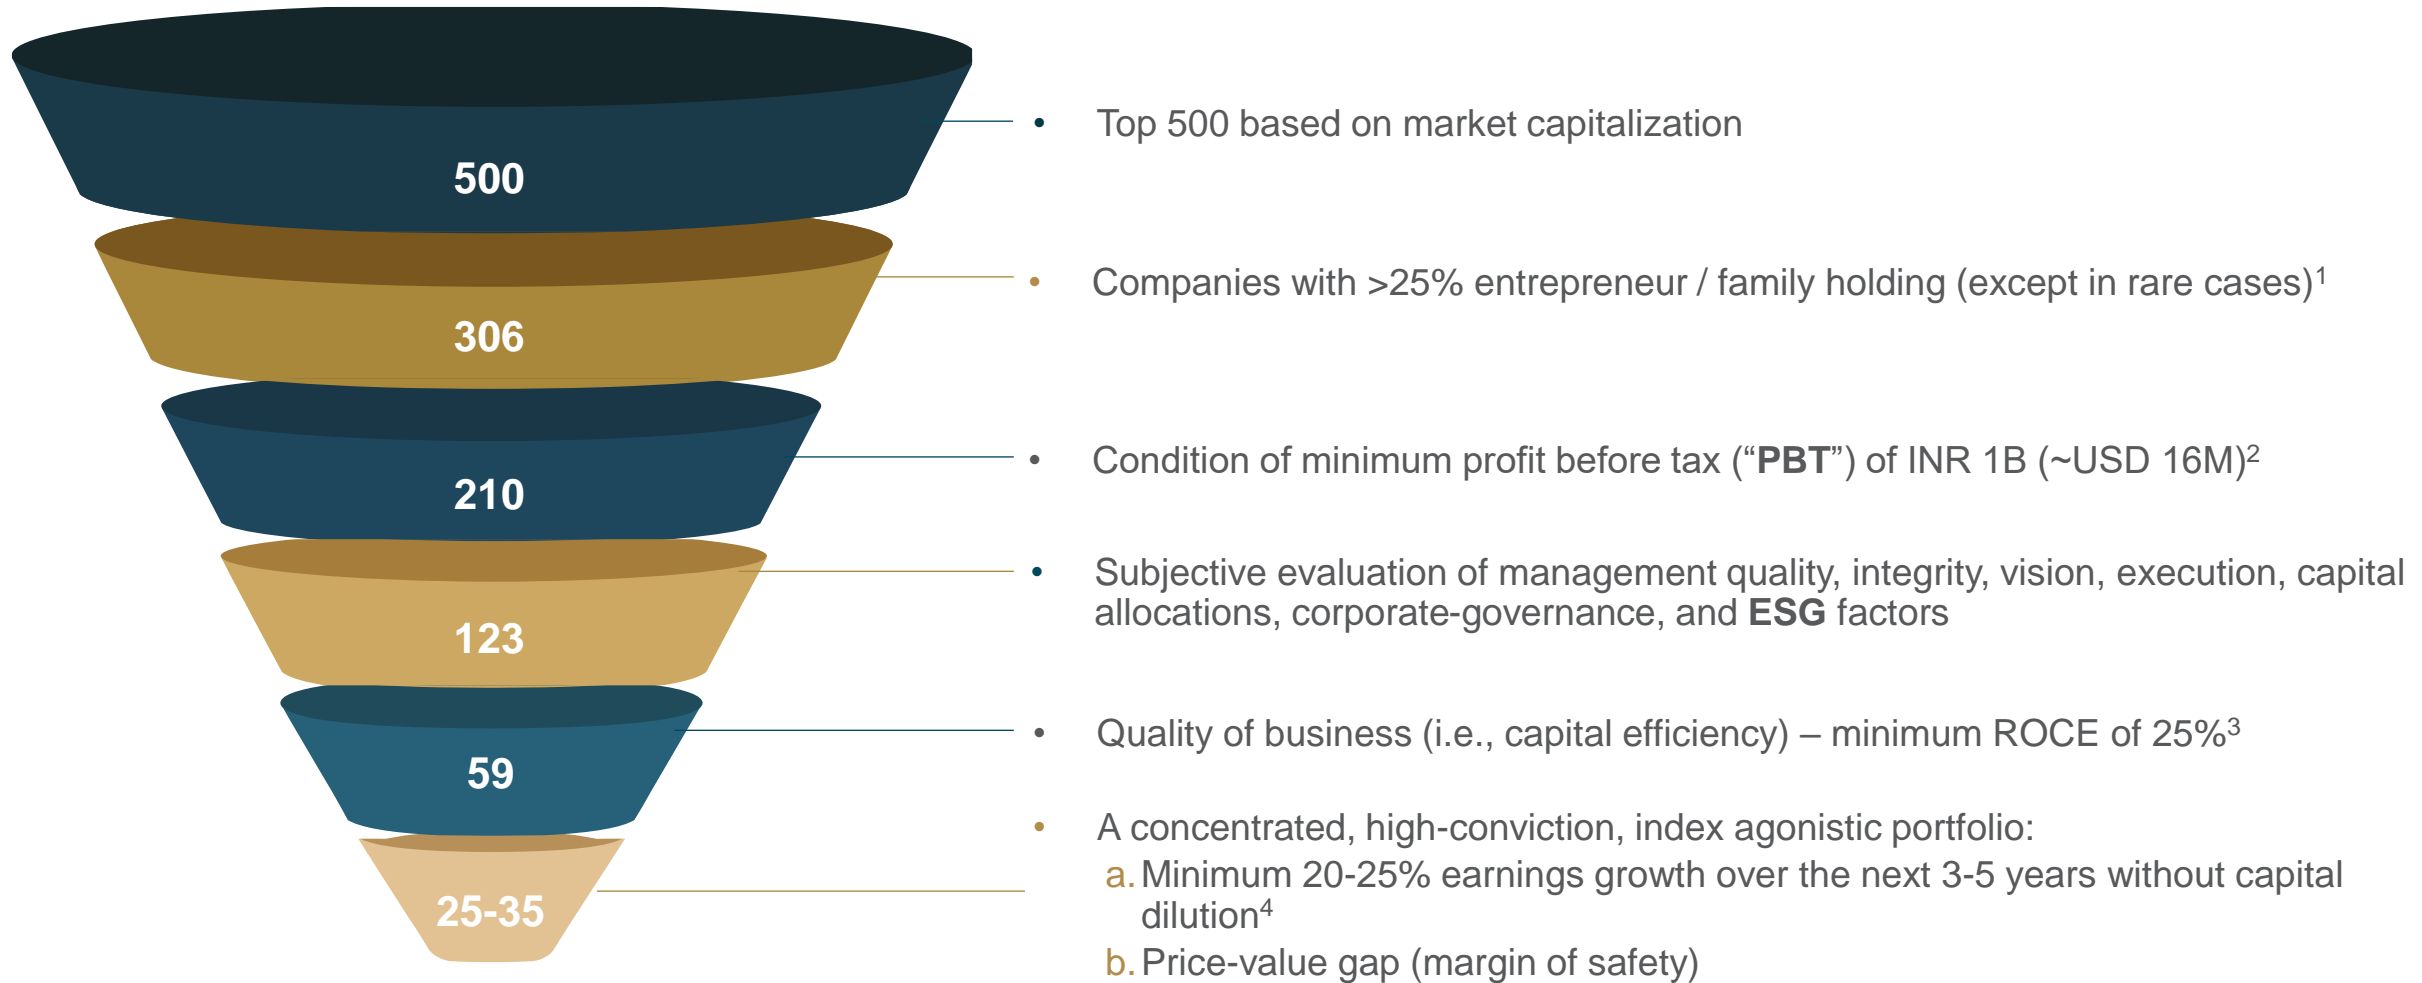 500
• Top 500 based on market capitalization
306
• Companies with >25% entrepreneur / family holding (except in rare cases)1
210
• Condition of minimum profit before tax (“PBT”) of INR 1B (~USD 16M)2
123
• Subjective evaluation of management quality, integrity, vision, execution, capital
allocations, corporate-governance, and ESG factors
59
• Quality of business (i.e., capital efficiency) – minimum ROCE of 25%3
25-35
• A concentrated, high-conviction, index agonistic portfolio:
a. Minimum 20-25% earnings growth over the next 3-5 years without capital
dilution4
b. Price-value gap (margin of safety)